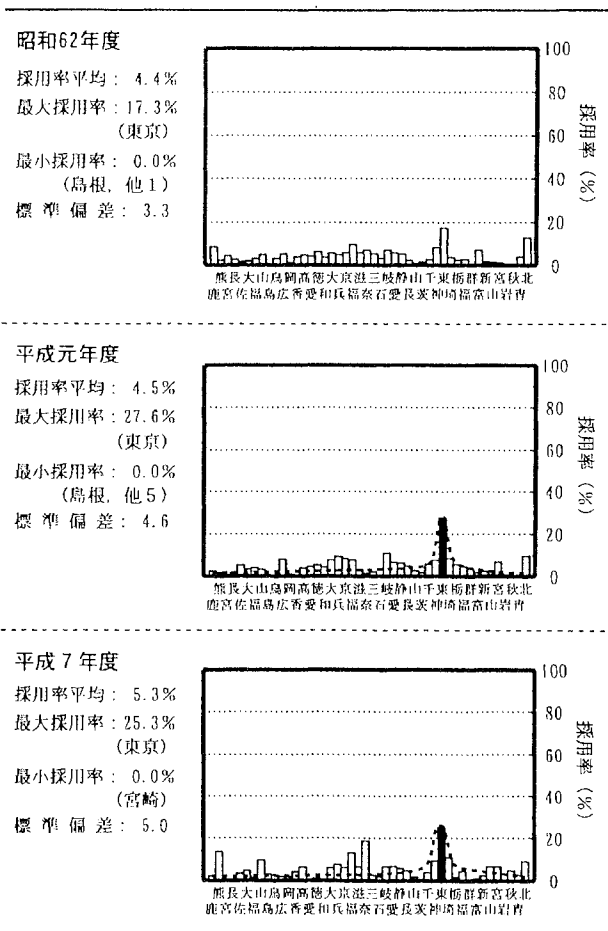 昭和62年度
採用率平均: 4.4%
最大採用率:17.3%
(東京)
最小採用率: 0.0%
(島根, 他1)
標準偏差: 3.3
100
80
60
40
20
0
採用率(%)
熊長大山鳥岡高徳大京滋三岐静山千東栃群新宮秋北
鹿宮佐福島広香愛和兵福奈石愛長茨神埼福富山岩青
平成元年度
採用率平均: 4.5%
最大採用率:27.6%
(東京)
最小採用率: 0.0%
(島根, 他5)
標準偏差: 4.6
100
80
60
40
20
0
採用率(%)
熊長大山鳥岡高徳大京滋三岐静山千東栃群新宮秋北
鹿宮佐福島広香愛和兵福奈石愛長茨神埼福富山岩青
平成7年度
採用率平均: 5.3%
最大採用率:25.3%
(東京)
最小採用率: 0.0%
(宮崎)
標準偏差: 5.0
100
80
60
40
20
0
採用率(%)
熊長大山鳥岡高徳大京滋三岐静山千東栃群新宮秋北
鹿宮佐福島広香愛和兵福奈石愛長茨神埼福富山岩青